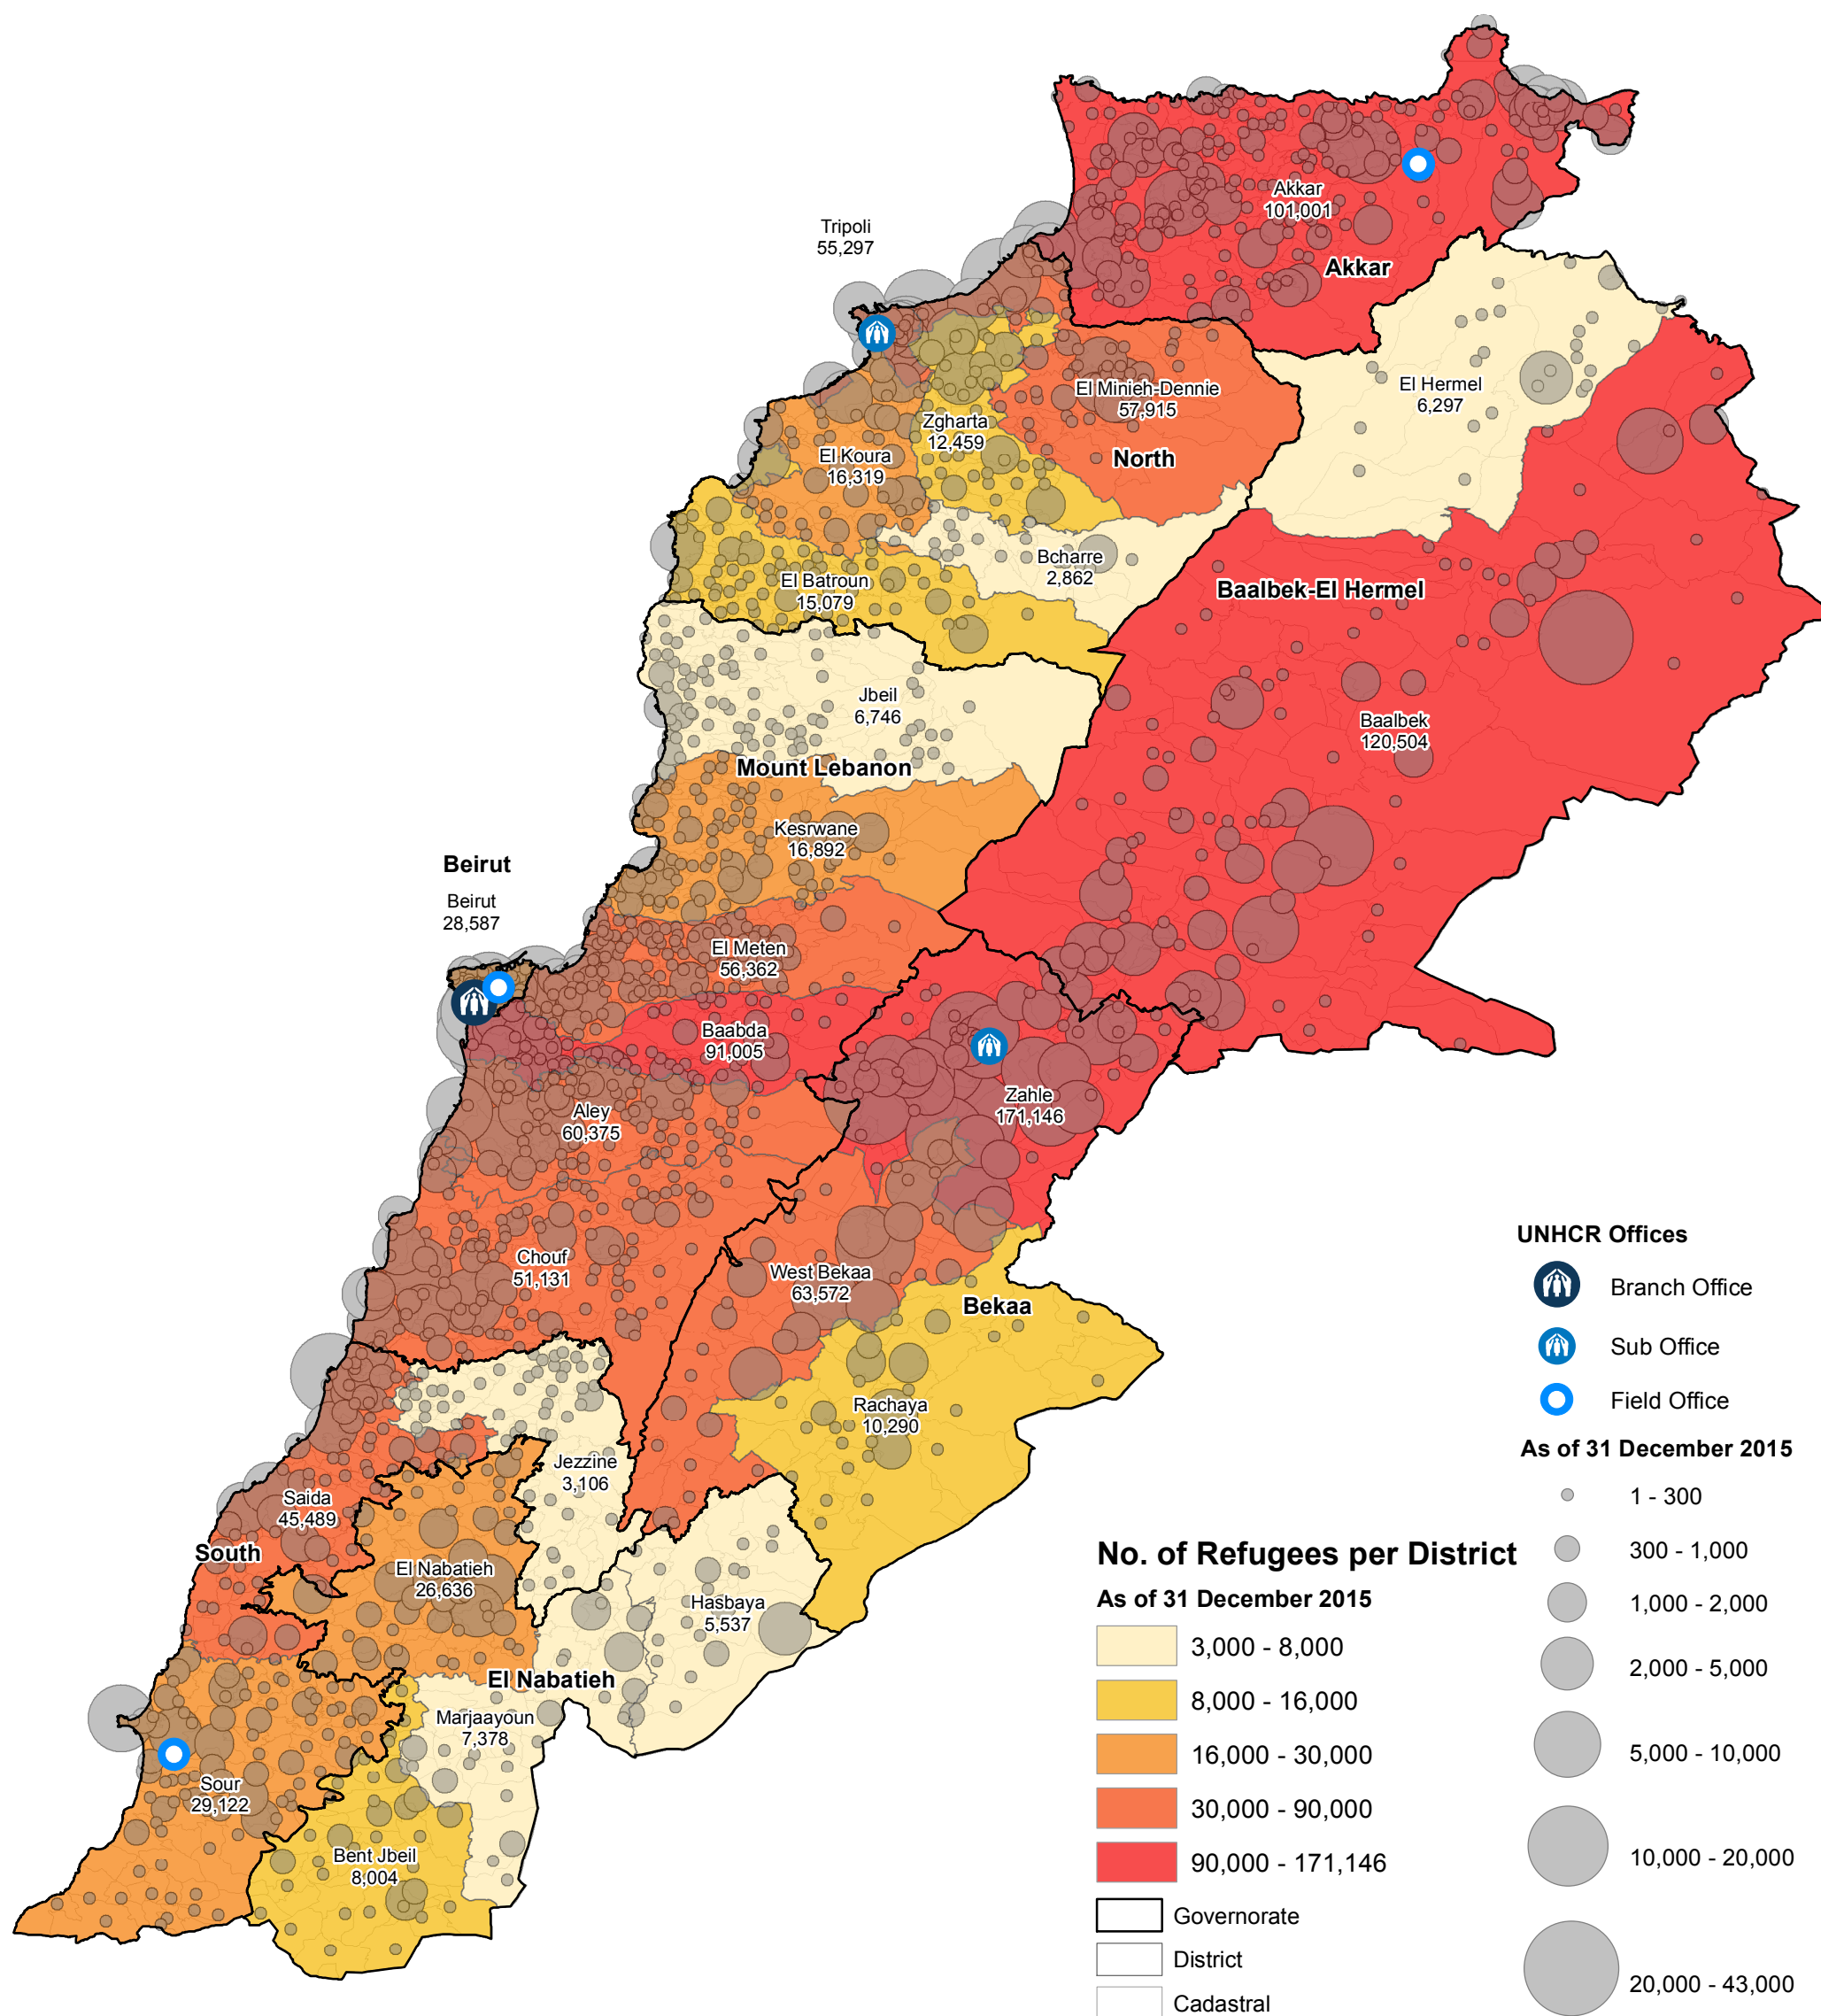 Akkar
101,001
Akkar
Tripoli
55,297
El Hermel
6,297
El Minieh-Dennie
57,915
Zgharta
12,459
North
El Koura
16,319
Bcharre
2,862
El Batroun
15,079
Baalbek-El Hermel
Jbeil
6,746
Baalbek
120,504
Mount Lebanon
Kesrwane
16,892
Beirut
Beirut
28,587
El Meten
56,362
Baabda
91,005
Zahle
171,146
Aley
60,375
Chouf
51,131
West Bekaa
63,572
Bekaa
Rachaya
10,290
Jezzine
3,106
Saida
45,489
South
El Nabatieh
26,636
Hasbaya
5,537
El Nabatieh
Marjaayoun
7,378
Sour
29,122
Bent Jbeil
8,004
UNHCR Offices
Branch Office
Sub Office
Field Office
As of 31 December 2015
1 - 300
300 - 1,000
1,000 - 2,000
2,000 - 5,000
5,000 - 10,000
10,000 - 20,000
20,000 - 43,000
No. of Refugees per District
As of 31 December 2015
3,000 - 8,000
8,000 - 16,000
16,000 - 30,000
30,000 - 90,000
90,000 - 171,146
Governorate
District
Cadastral